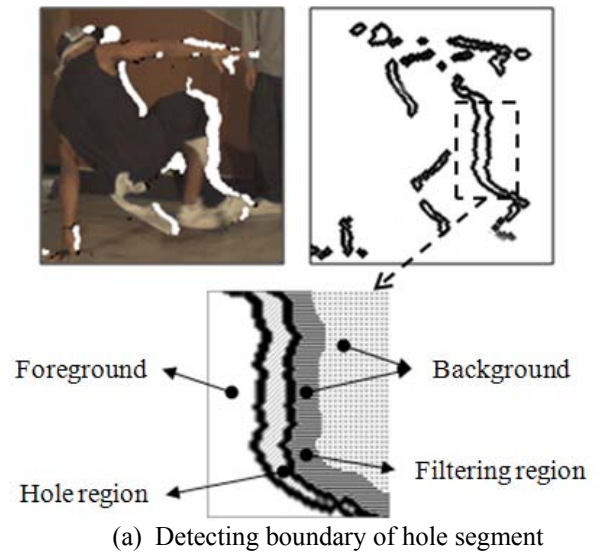 Foreground
Background
Filtering region
Hole region
(a) Detecting boundary of hole segment